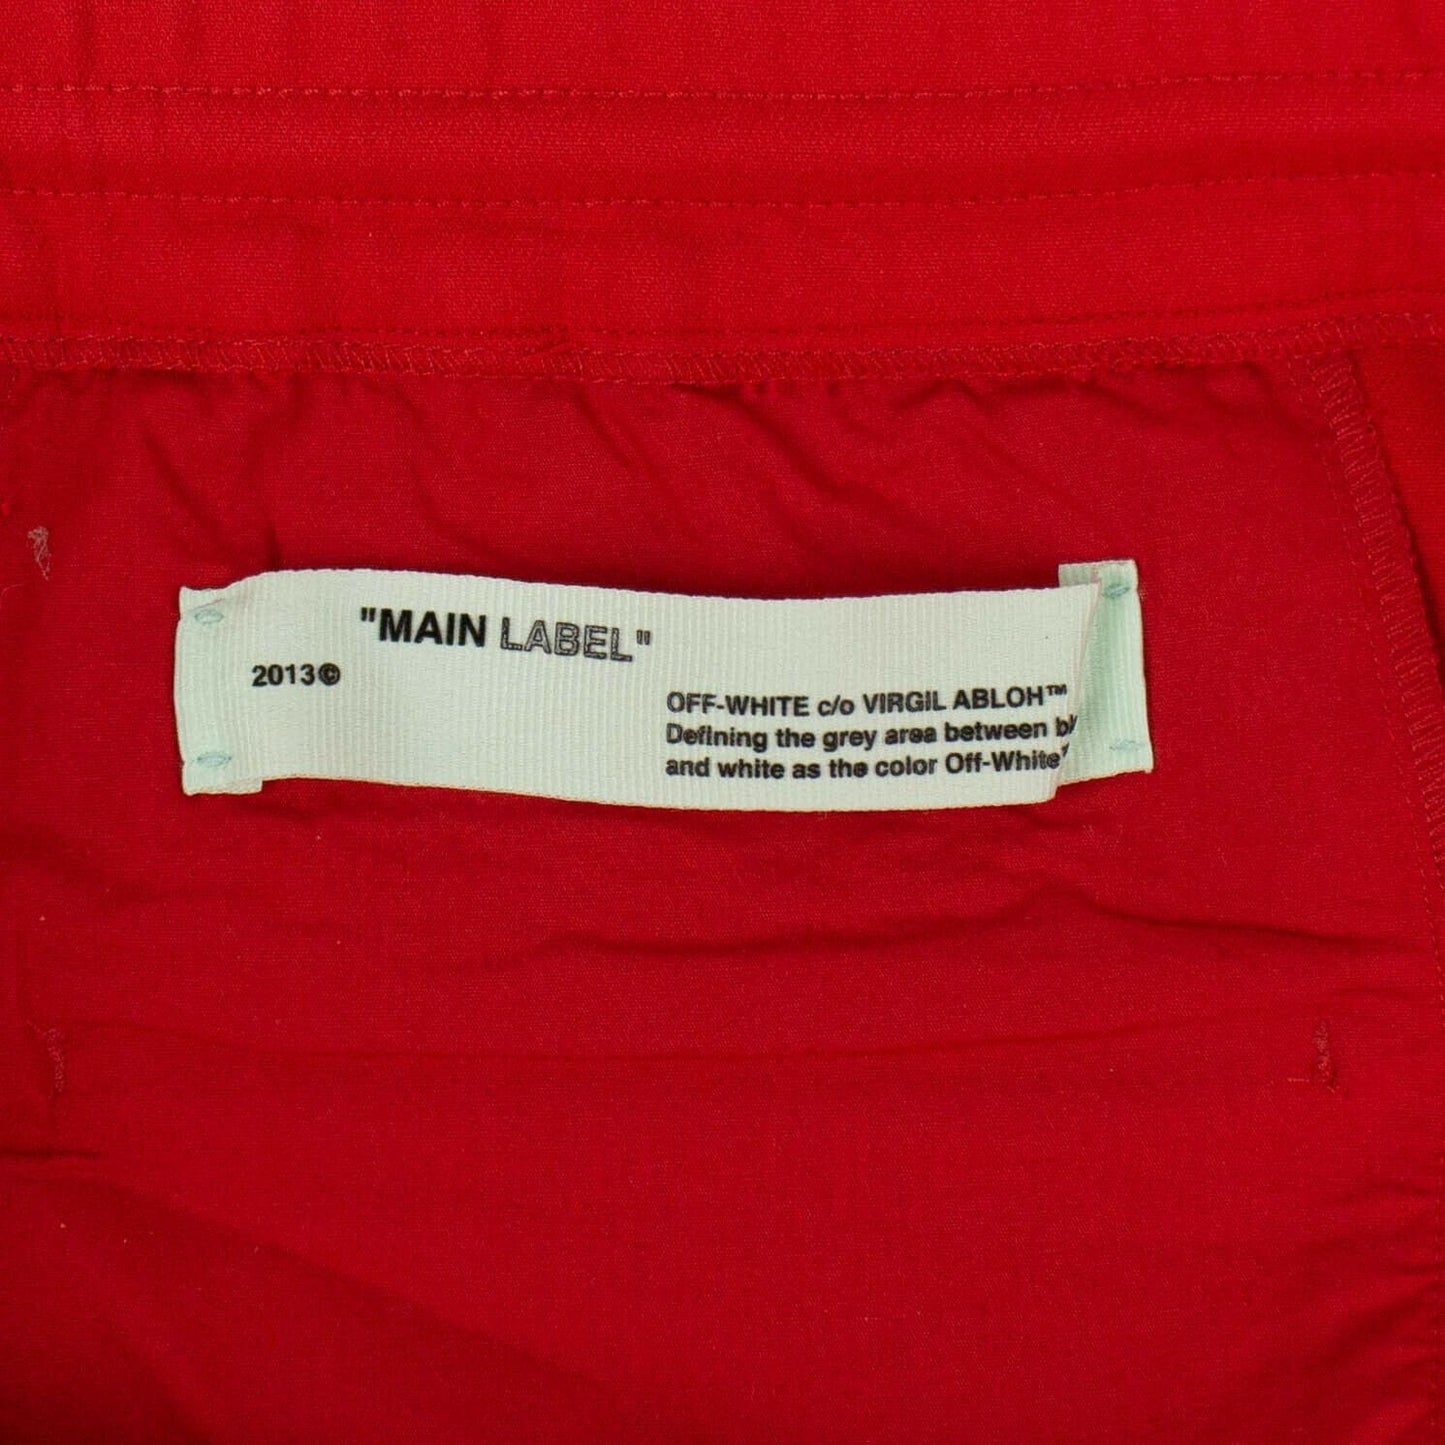 "MAIN LABEL"
2013©
OFF-WHITE c/o VIRGIL ABLOH™
Defining the grey area between
and white as the color Off-White